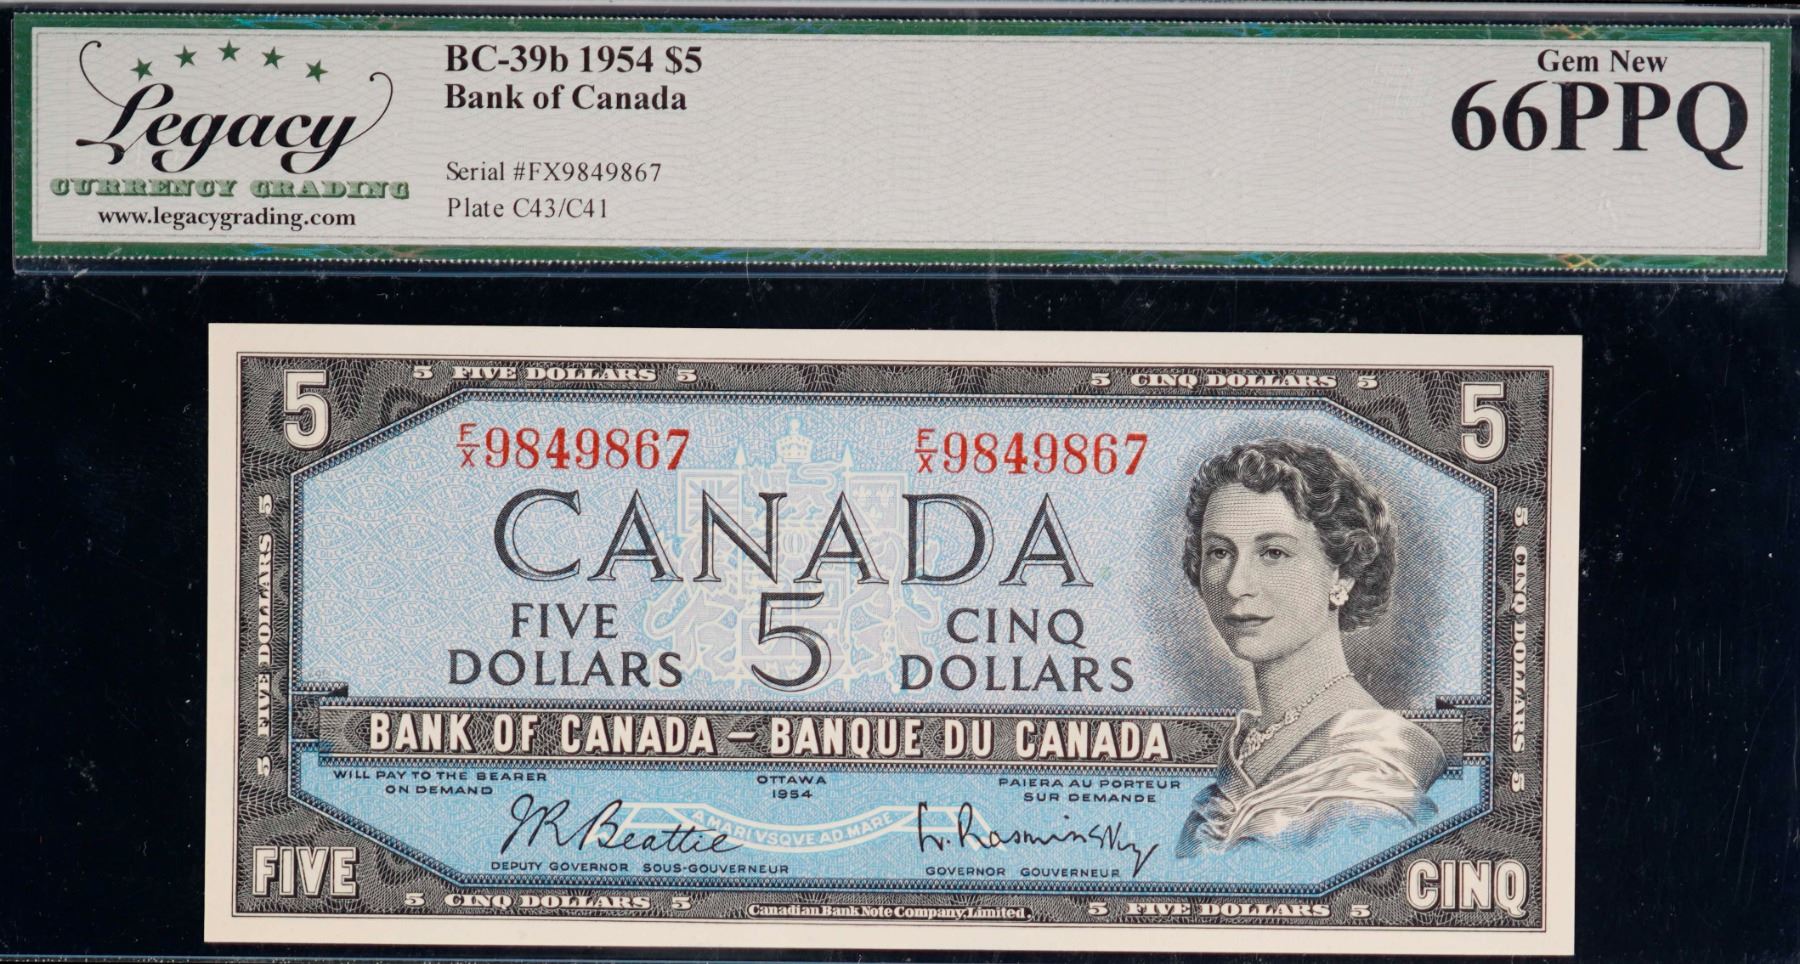 Legacy
CURRENCY GRADING
www.legacygrading.com
BC-39b 1954 $5
Bank of Canada
Serial #FX9849867
Plate C43/C41
Gem New
66PPQ
5 FIVE DOLLARS 5
5 CINQ DOLLARS 5
5
5
F/X 9849867
F/X 9849867
CANADA
FIVE
DOLLARS
5
CINQ
DOLLARS
5 FIVE DOLLARS 5
5 CINQ DOLLARS 5
BANK OF CANADA – BANQUE DU CANADA
WILL PAY TO THE BEARER
ON DEMAND
OTTAWA
1954
PAIERA AU PORTEUR
SUR DEMANDE
JR Beattie
A MARI VSQVE AD MARE
L. Rasminsky
DEPUTY GOVERNOR SOUS-GOUVERNEUR
GOVERNOR GOUVERNEUR
FIVE
CINQ
5 CINQ DOLLARS 5
Canadian Bank Note Company, Limited.
5 FIVE DOLLARS 5